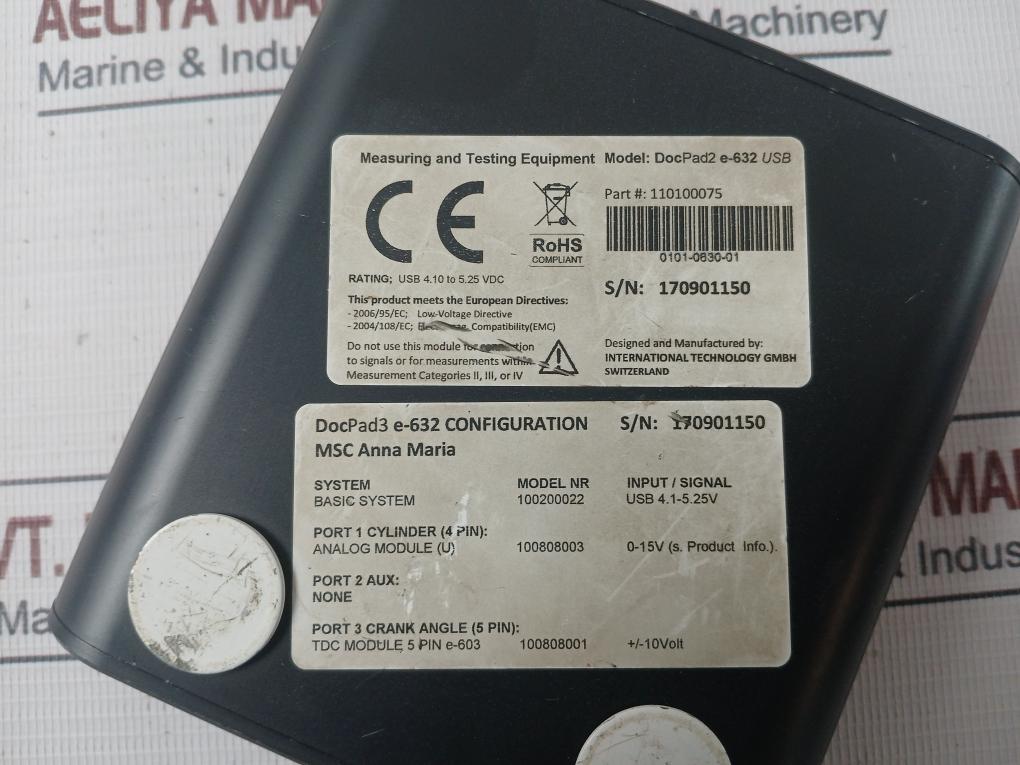 AELIYA MA
Marine & Indu
Machinery
Measuring and Testing Equipment
Model: DocPad2 e-632 USB
CE
RoHS
COMPLIANT
Part #: 110100075
0101-0630-01
S/N: 170901150
RATING; USB 4.10 to 5.25 VDC
This product meets the European Directives:
- 2006/95/EC; Low-Voltage Directive
- 2004/108/EC; Compatibility(EMC)
Do not use this module for connection
to signals or for measurements within
Measurement Categories II, III, or IV
Designed and Manufactured by:
INTERNATIONAL TECHNOLOGY GMBH
SWITZERLAND
DocPad3 e-632 CONFIGURATION S/N: 170901150
MSC Anna Maria
SYSTEM MODEL NR INPUT / SIGNAL
BASIC SYSTEM 100200022 USB 4.1-5.25V
PORT 1 CYLINDER (4 PIN):
ANALOG MODULE (U) 100808003 0-15V (s. Product Info.).
PORT 2 AUX:
NONE
PORT 3 CRANK ANGLE (5 PIN):
TDC MODULE 5 PIN e-603 100808001 +/-10Volt
VT.
Ma
MA
& Indus